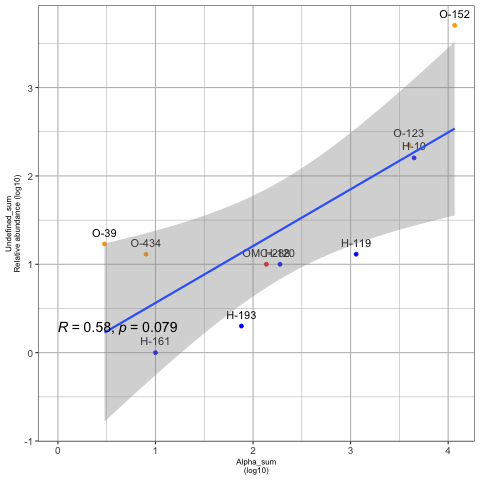 O-152
O-123
H-10
O-39
O-434
H-119
H-193
R = 0.58, p = 0.079
H-161
3
2
1
0
-1
0
1
2
3
4
Undefined_sum
Relative abundance (log10)
Alpha_sum
(log10)